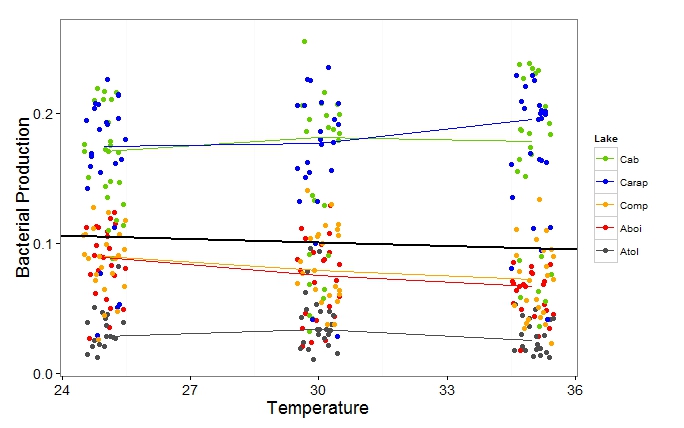 Bacterial Production
0.2
0.1
0.0
24 27 30 33 36
Temperature
Lake
Cab
Carap
Comp
Aboi
Atol